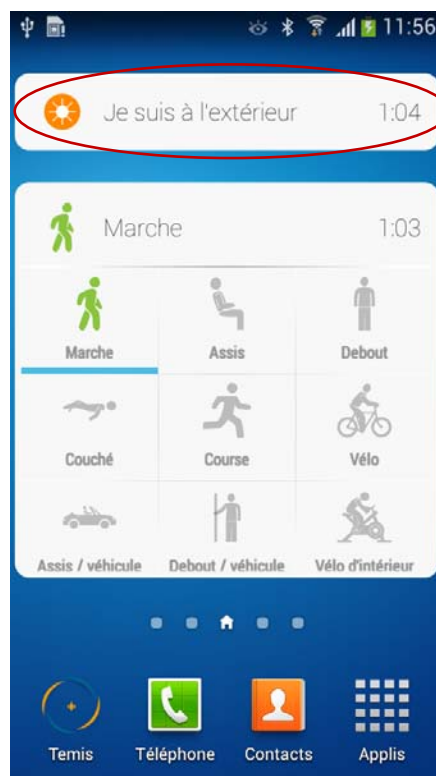 11:56
Je suis à l'extérieur 1:04
Marche 1:03
Marche Assis Debout
Couché Course Vélo
Assis / véhicule Debout / véhicule Vélo d'intérieur
Temis Téléphone Contacts Applis